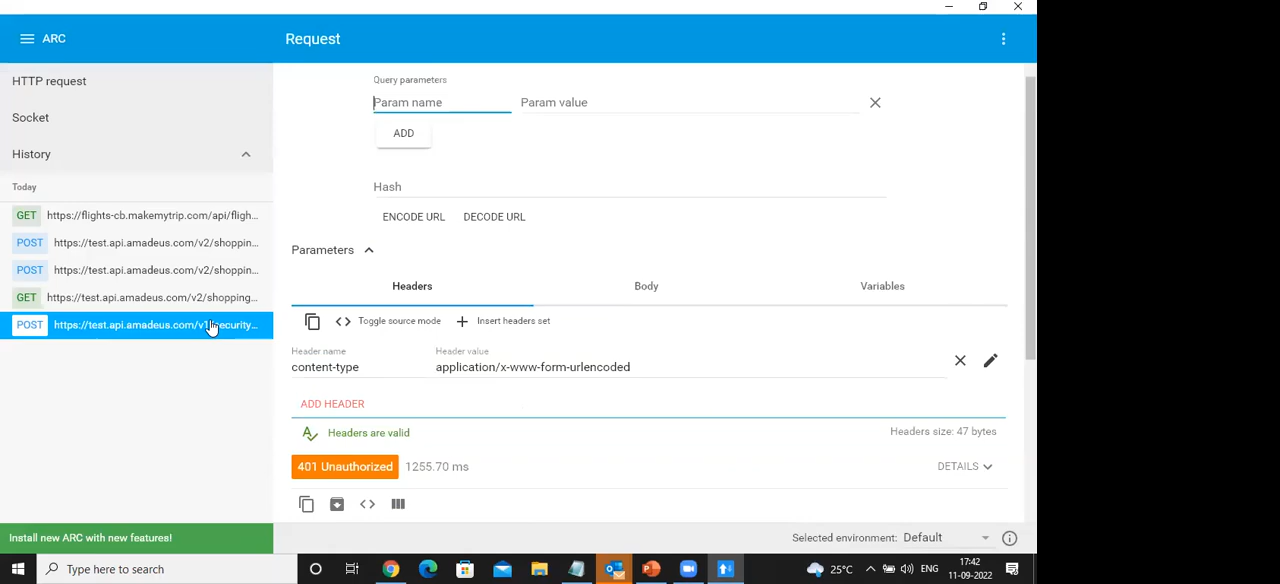 ARC
Request
HTTP request
Socket
History
Today
GET https://flights-cb.makemytrip.com/api/fligh...
POST https://test.api.amadeus.com/v2/shoppin...
POST https://test.api.amadeus.com/v2/shoppin...
GET https://test.api.amadeus.com/v2/shopping...
POST https://test.api.amadeus.com/v1/security...
Install new ARC with new features!
Query parameters
Param name Param value
ADD
Hash
ENCODE URL DECODE URL
Parameters
Headers Body Variables
Toggle source mode Insert headers set
Header name Header value
content-type application/x-www-form-urlencoded
ADD HEADER
Headers are valid Headers size: 47 bytes
401 Unauthorized 1255.70 ms DETAILS
Selected environment: Default
Type here to search
25°C ENG
17:42
11-09-2022